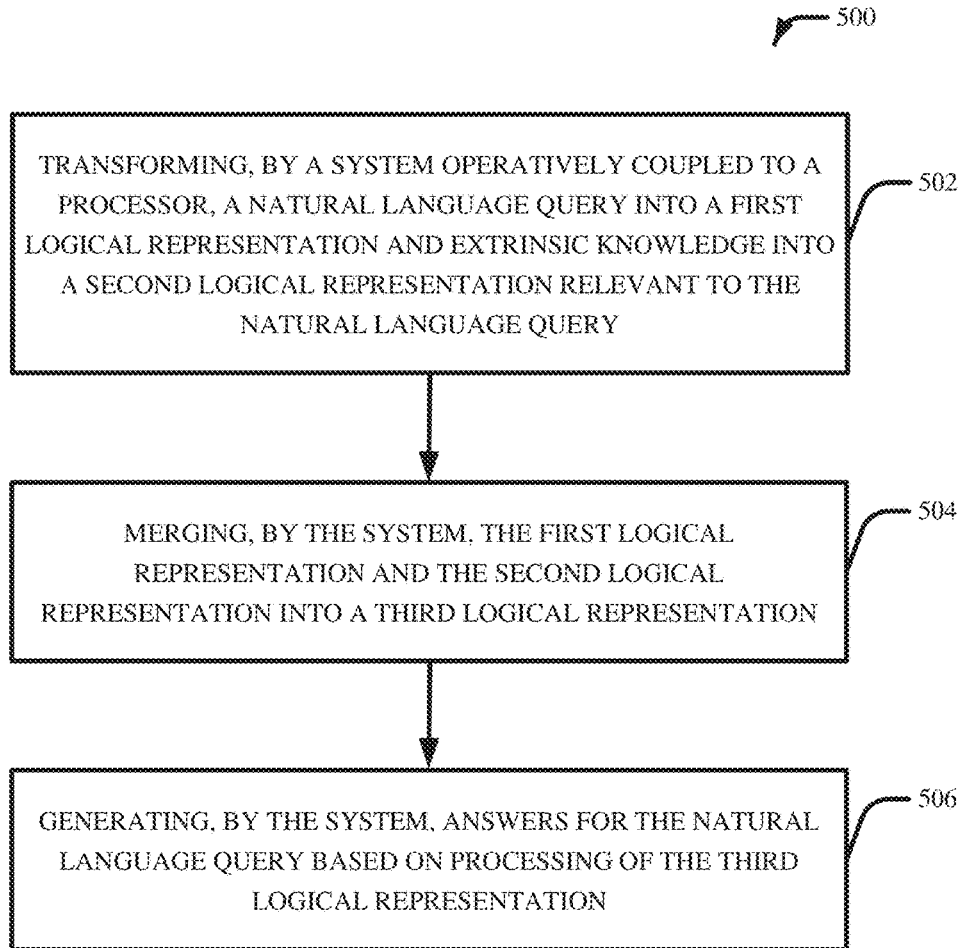 500
TRANSFORMING, BY A SYSTEM OPERATIVELY COUPLED TO A
PROCESSOR, A NATURAL LANGUAGE QUERY INTO A FIRST
LOGICAL REPRESENTATION AND EXTRINSIC KNOWLEDGE INTO
A SECOND LOGICAL REPRESENTATION RELEVANT TO THE
NATURAL LANGUAGE QUERY
502
MERGING, BY THE SYSTEM, THE FIRST LOGICAL
REPRESENTATION AND THE SECOND LOGICAL
REPRESENTATION INTO A THIRD LOGICAL REPRESENTATION
504
GENERATING, BY THE SYSTEM, ANSWERS FOR THE NATURAL
LANGUAGE QUERY BASED ON PROCESSING OF THE THIRD
LOGICAL REPRESENTATION
506